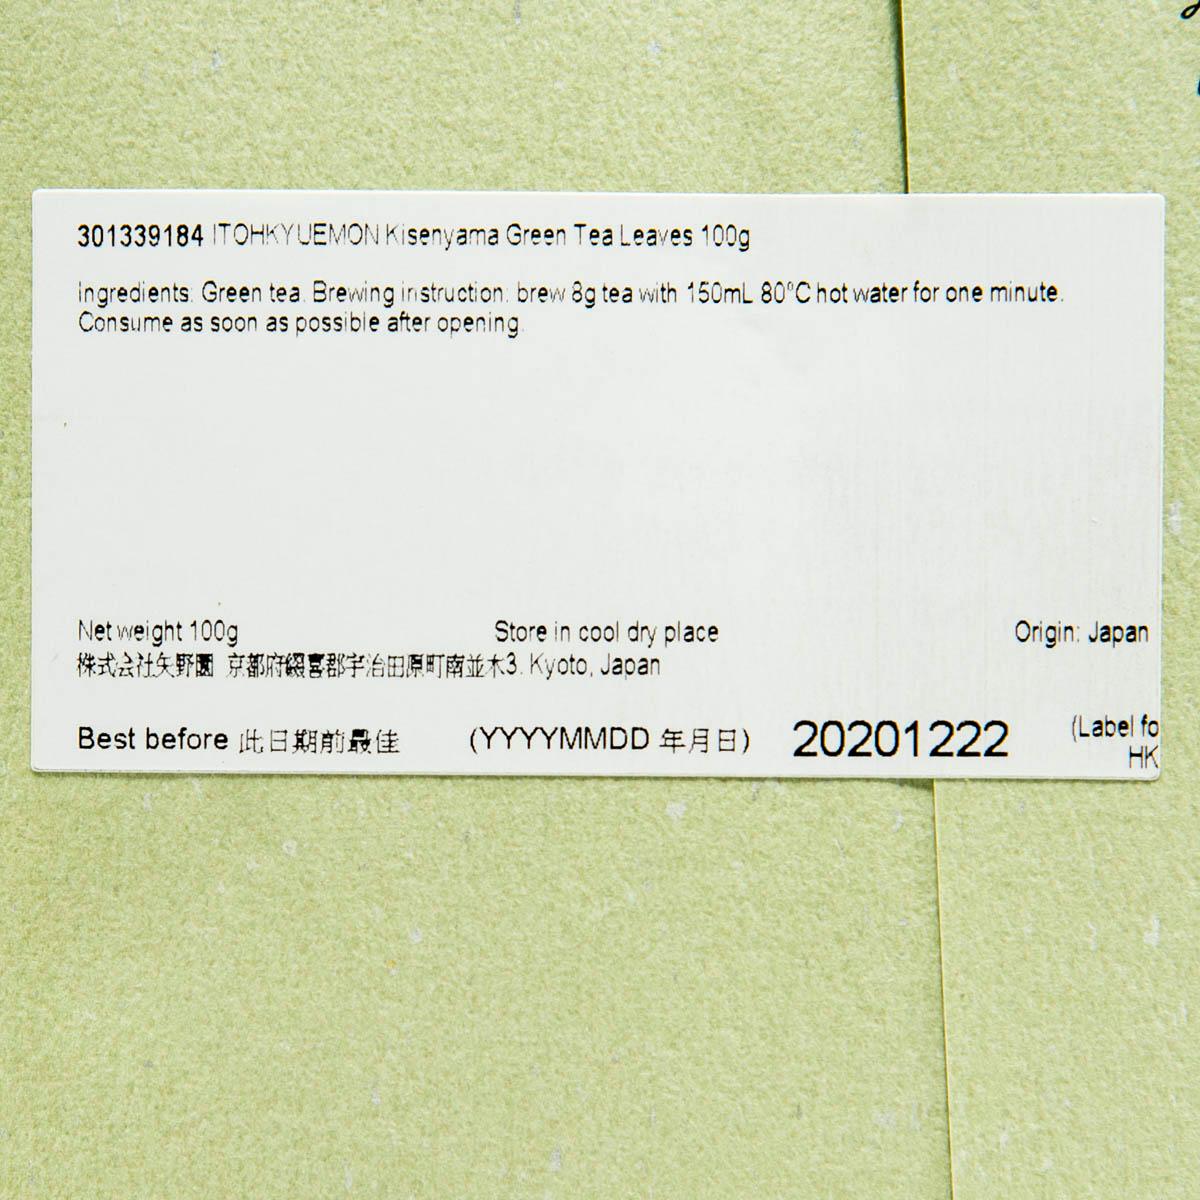 301339184 ITOHKYUEMON Kisenyama Green Tea Leaves 100g
Ingredients: Green tea. Brewing instruction: brew 8g tea with 150mL 80°C hot water for one minute.
Consume as soon as possible after opening.
Net weight 100g Store in cool dry place Origin: Japan
株式会社矢野園 京都府綴喜郡宇治田原町南並木3. Kyoto, Japan
Best before 此日期前最佳 (YYYYMMDD 年月日) 20201222 (Label fo
HK